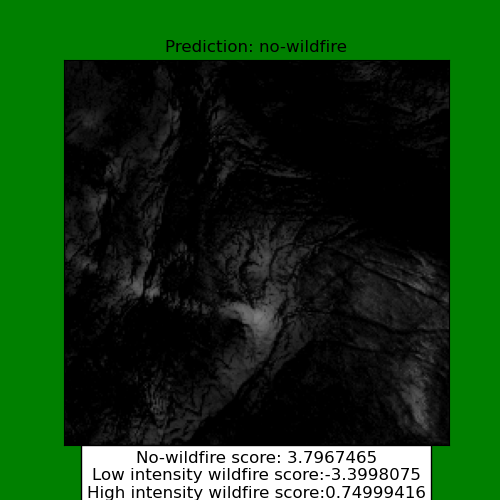 Prediction: no-wildfire
No-wildfire score: 3.7967465
Low intensity wildfire score:-3.3998075
High intensity wildfire score:0.74999416